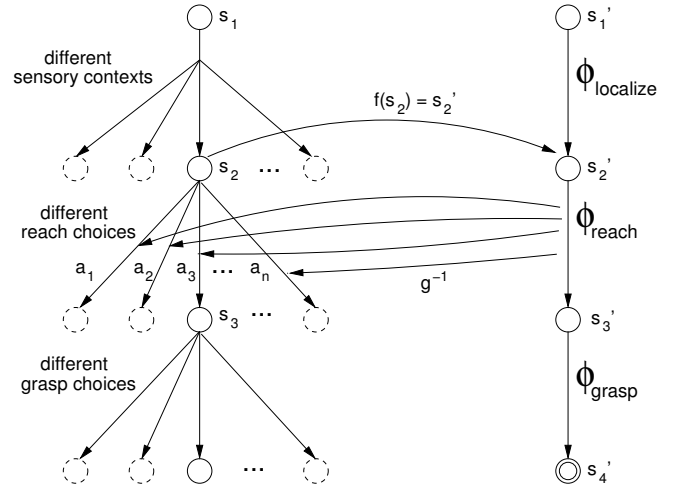 s₁
s₁'
different
sensory contexts
ϕlocalize
f(s₂) = s₂'
s₂
...
s₂'
different
reach choices
ϕreach
a₁
a₂
a₃
...
aₙ
g⁻¹
s₃
...
s₃'
different
grasp choices
ϕgrasp
...
s₄'